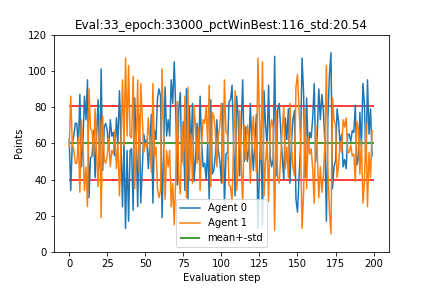 Eval:33_epoch:33000_pctWinBest:116_std:20.54
120
100
80
60
40
20
0
Points
Agent 0
Agent 1
mean+-std
0 25 50 75 100 125 150 175 200
Evaluation step